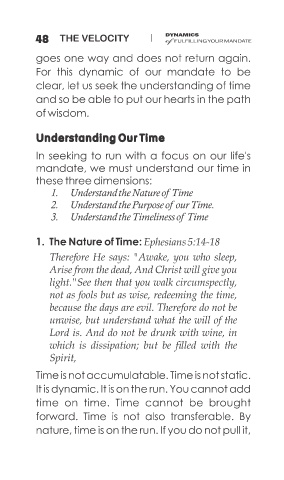 48 THE VELOCITY | DYNAMICS
of FULFILLING YOUR MANDATE
goes one way and does not return again.
For this dynamic of our mandate to be
clear, let us seek the understanding of time
and so be able to put our hearts in the path
of wisdom.
Understanding Our Time
In seeking to run with a focus on our life's
mandate, we must understand our time in
these three dimensions:
1. Understand the Nature of Time
2. Understand the Purpose of our Time.
3. Understand the Timeliness of Time
1. The Nature of Time: Ephesians 5:14-18
Therefore He says: "Awake, you who sleep,
Arise from the dead, And Christ will give you
light."See then that you walk circumspectly,
not as fools but as wise, redeeming the time,
because the days are evil. Therefore do not be
unwise, but understand what the will of the
Lord is. And do not be drunk with wine, in
which is dissipation; but be filled with the
Spirit,
Time is not accumulatable. Time is not static.
It is dynamic. It is on the run. You cannot add
time on time. Time cannot be brought
forward. Time is not also transferable. By
nature, time is on the run. If you do not pull it,